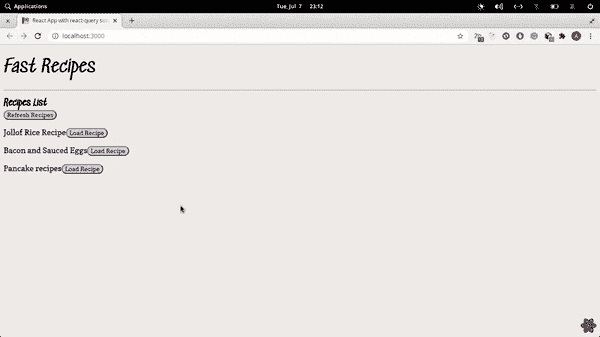 Applications
Tue, Jul 7 23:12
React App with react-query
localhost:3000
Fast Recipes
Recipes List
Refresh Recipes
Jollof Rice Recipe Load Recipe
Bacon and Sauced Eggs Load Recipe
Pancake recipes Load Recipe